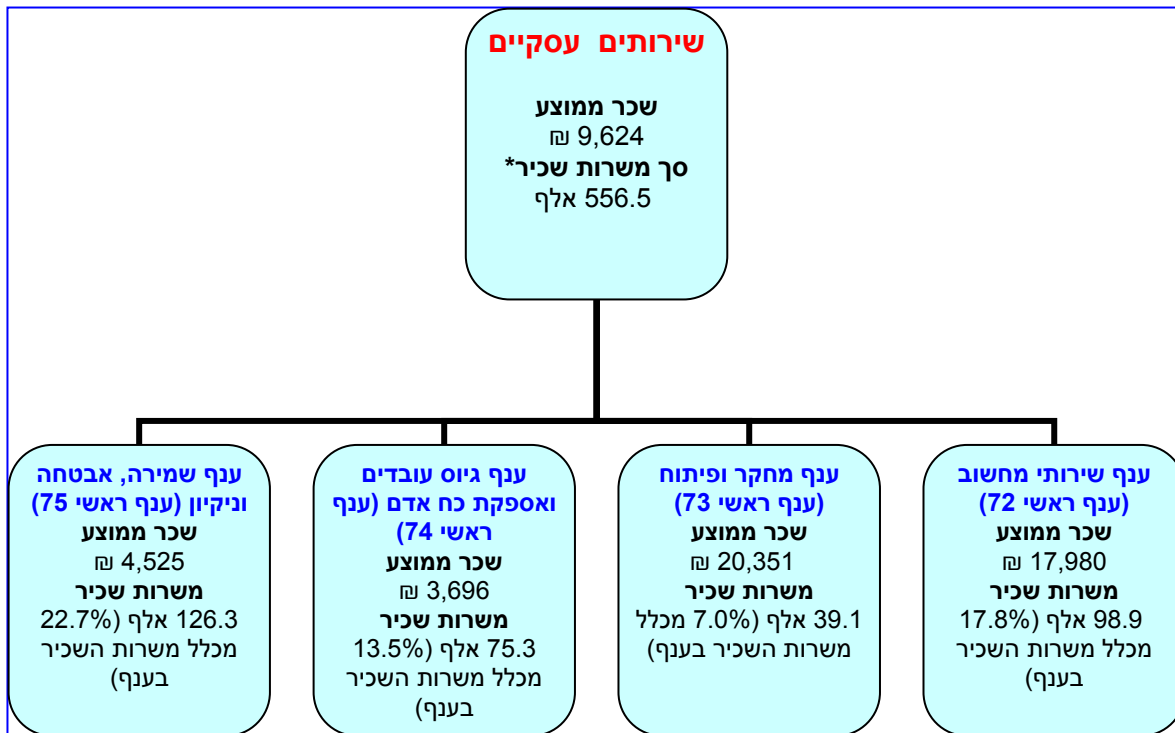 שירותים עסקיים
שכר ממוצע
9,624 ₪
סך משרות שכיר*
556.5 אלף
ענף שירותי מחשוב
(ענף ראשי 72)
שכר ממוצע
17,980 ₪
משרות שכיר
98.9 אלף (17.8%
מכלל משרות השכיר
בענף)
ענף מחקר ופיתוח
(ענף ראשי 73)
שכר ממוצע
20,351 ₪
משרות שכיר
39.1 אלף (7.0% מכלל
משרות השכיר בענף)
ענף גיוס עובדים
ואספקת כח אדם (ענף
ראשי 74)
שכר ממוצע
3,696 ₪
משרות שכיר
75.3 אלף (13.5%
מכלל משרות השכיר
בענף)
ענף שמירה, אבטחה
וניקיון (ענף ראשי 75)
שכר ממוצע
4,525 ₪
משרות שכיר
126.3 אלף (22.7%
מכלל משרות השכיר
בענף)